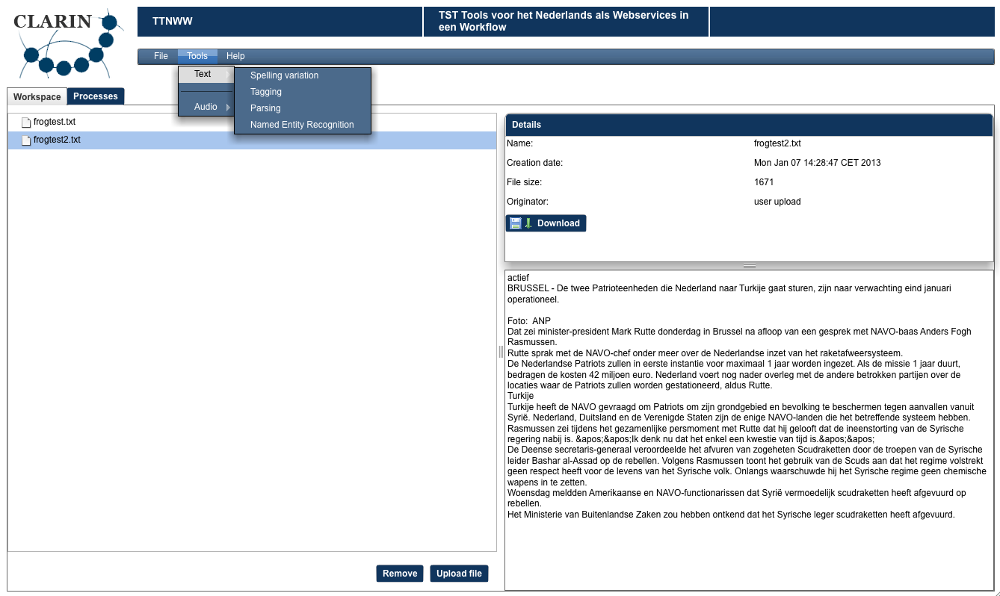 CLARIN
TTNWW
TST Tools voor het Nederlands als Webservices in
een Workflow
File
Tools
Help
Text
Audio
Spelling variation
Tagging
Parsing
Named Entity Recognition
Workspace
Processes
frogtest.txt
frogtest2.txt
Remove
Upload file
Details
Name: frogtest2.txt
Creation date: Mon Jan 07 14:28:47 CET 2013
File size: 1671
Originator: user upload
Download
actief
BRUSSEL - De twee Patrioteenheden die Nederland naar Turkije gaat sturen, zijn naar verwachting eind januari
operationeel.
Foto: ANP
Dat zei minister-president Mark Rutte donderdag in Brussel na afloop van een gesprek met NAVO-baas Anders Fogh
Rasmussen.
Rutte sprak met de NAVO-chef onder meer over de Nederlandse inzet van het raketafweersysteem.
De Nederlandse Patriots zullen in eerste instantie voor maximaal 1 jaar worden ingezet. Als de missie 1 jaar duurt,
bedragen de kosten 42 miljoen euro. Nederland voert nog nader overleg met de andere betrokken partijen over de
locaties waar de Patriots zullen worden gestationeerd, aldus Rutte.
Turkije
Turkije heeft de NAVO gevraagd om Patriots om zijn grondgebied en bevolking te beschermen tegen aanvallen vanuit
Syrië. Nederland, Duitsland en de Verenigde Staten zijn de enige NAVO-landen die het betreffende systeem hebben.
Rasmussen zei tijdens het gezamenlijke persmoment met Rutte dat hij gelooft dat de ineenstorting van de Syrische
regering nabij is. &apos;&apos;Ik denk nu dat het enkel een kwestie van tijd is.&apos;&apos;
De Deense secretaris-generaal veroordeelde het afvuren van zogeheten Scudraketten door de troepen van de Syrische
leider Bashar al-Assad op de rebellen. Volgens Rasmussen toont het gebruik van de Scuds aan dat het regime volstrekt
geen respect heeft voor de levens van het Syrische volk. Onlangs waarschuwde hij het Syrische regime geen chemische
wapens in te zetten.
Woensdag meldden Amerikaanse en NAVO-functionarissen dat Syrië vermoedelijk scudraketten heeft afgevuurd op
rebellen.
Het Ministerie van Buitenlandse Zaken zou hebben ontkend dat het Syrische leger scudraketten heeft afgevuurd.